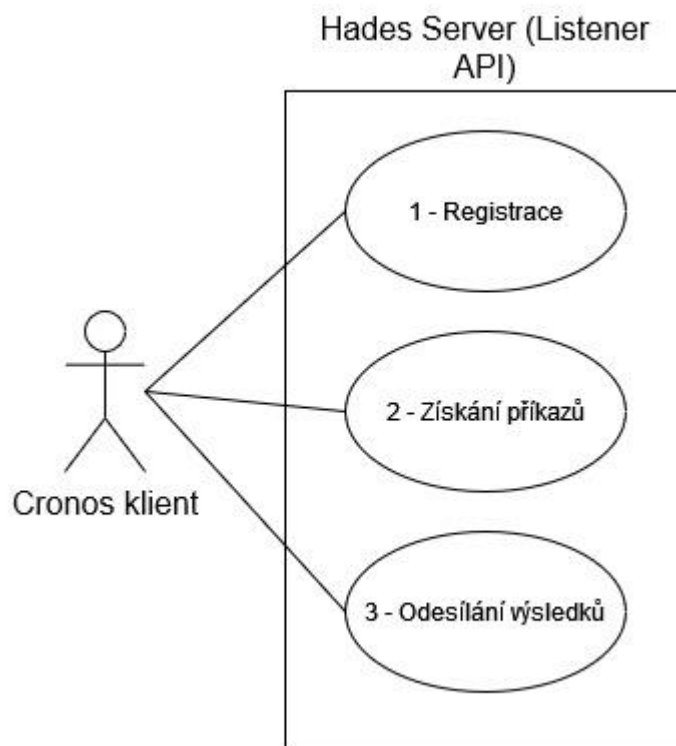 Hades Server (Listener
API)
1 - Registrace
2 - Získání příkazů
Cronos klient
3 - Odesílání výsledků